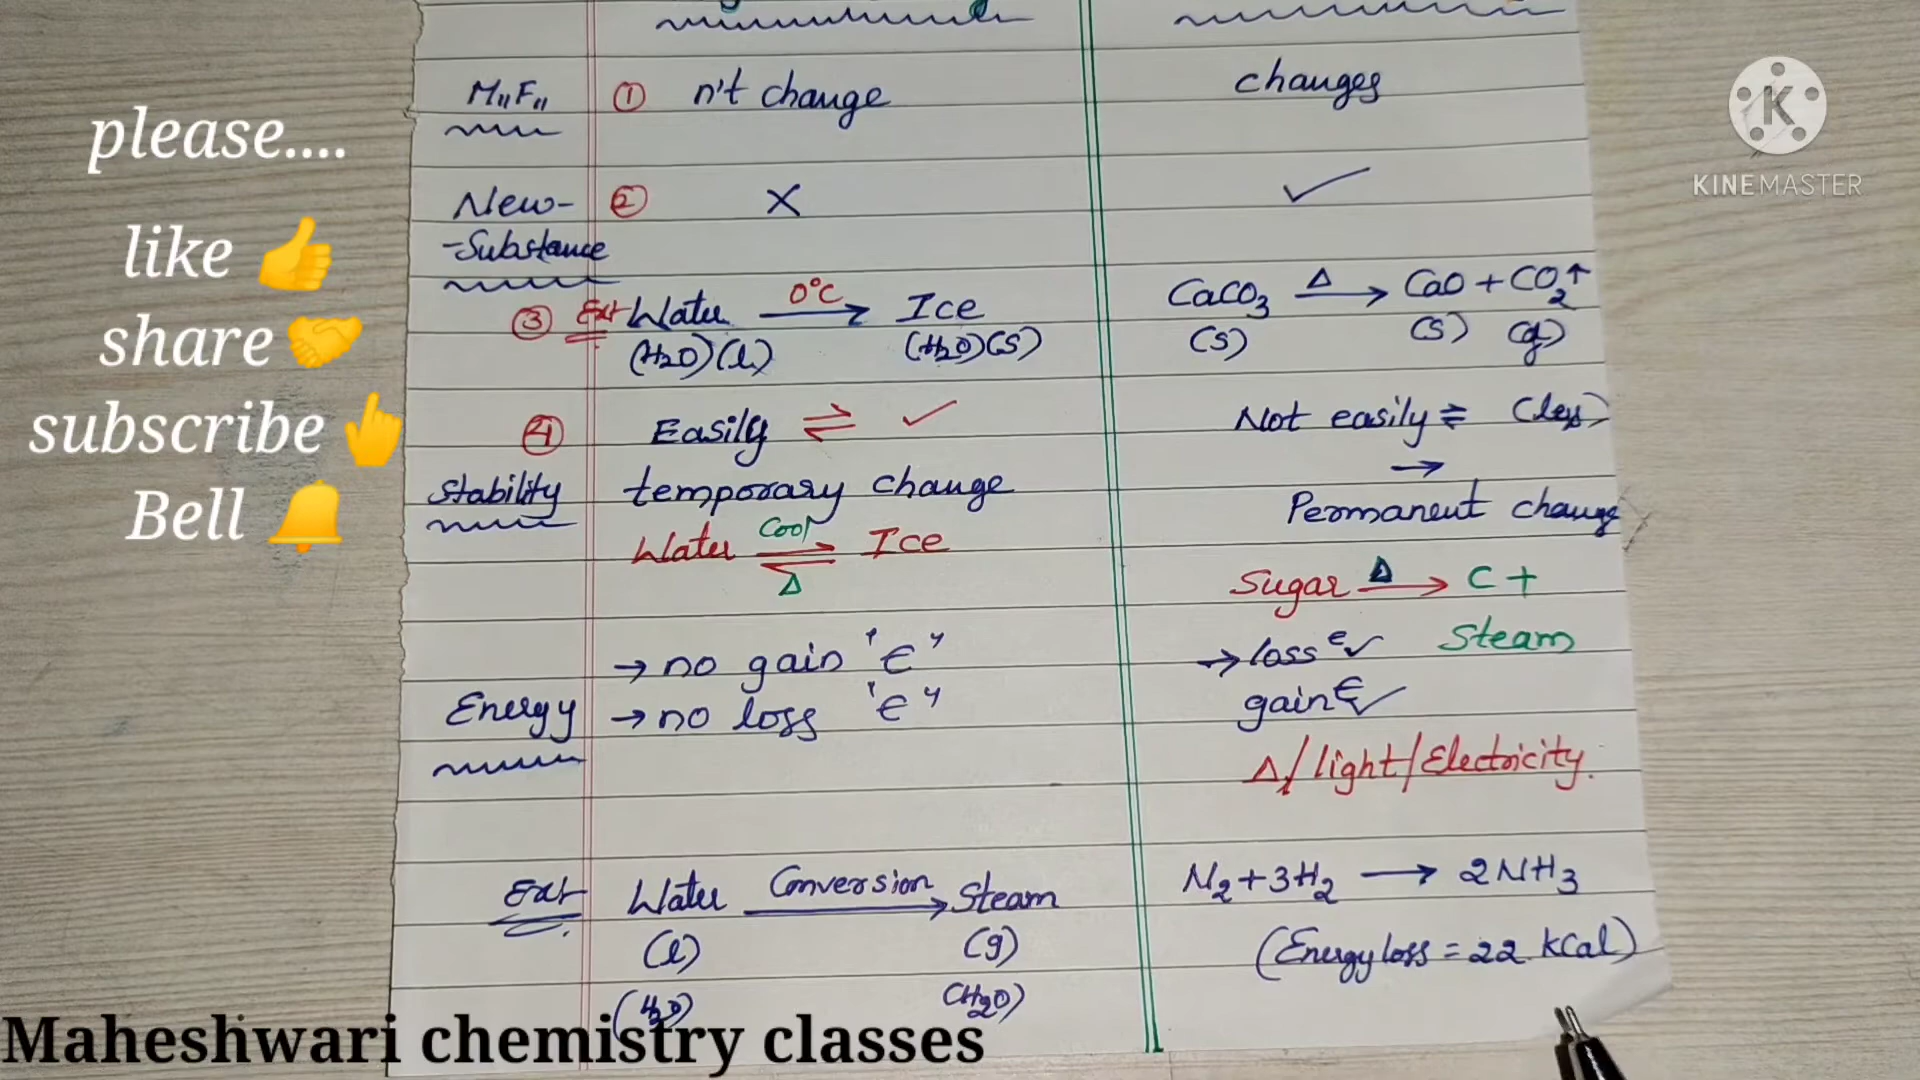 please....
like 👍
share 🤝
subscribe 👆
Bell 🔔
KINEMASTER
M,,F,, ① n't change changes
New- ② X ✓
-Substance
③ Ex+ Water 0°C → Ice CaCO3 Δ → CaO + CO2↑
(H2O)(l) (H2O)(s) (s) (s) (g)
④ Easily ⇌ ✓ Not easily ⇌ (less)
→
Stability temporary change Permanent change
Water Cool ⇌ Δ Ice
Sugar Δ → C +
Steam
→ no gain 'E' → loss E ✓
Energy → no loss 'E' gain E ✓
Δ/light/Electricity.
Ex+ Water Conversion → Steam N2+3H2 → 2NH3
(l) (g) (Energy loss = 22 kCal)
(H2O) (H2O)
Maheshwari chemistry classes